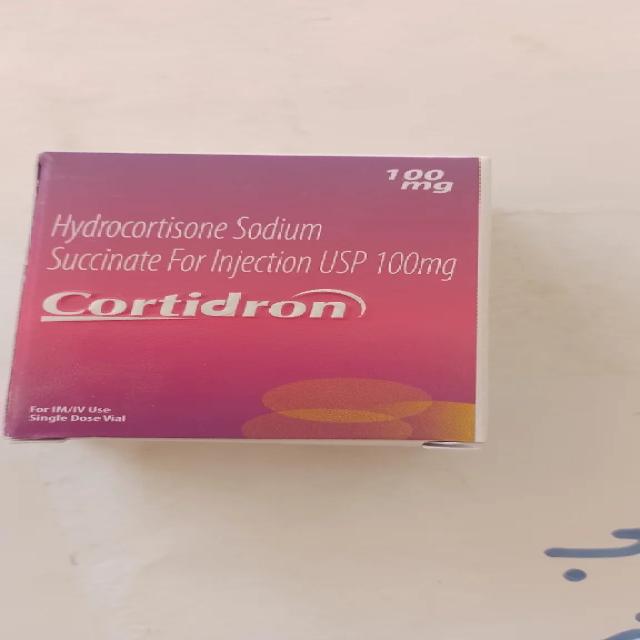 100
mg
Hydrocortisone Sodium
Succinate For Injection USP 100mg
Cortidron
For IM/IV Use
Single Dose Vial